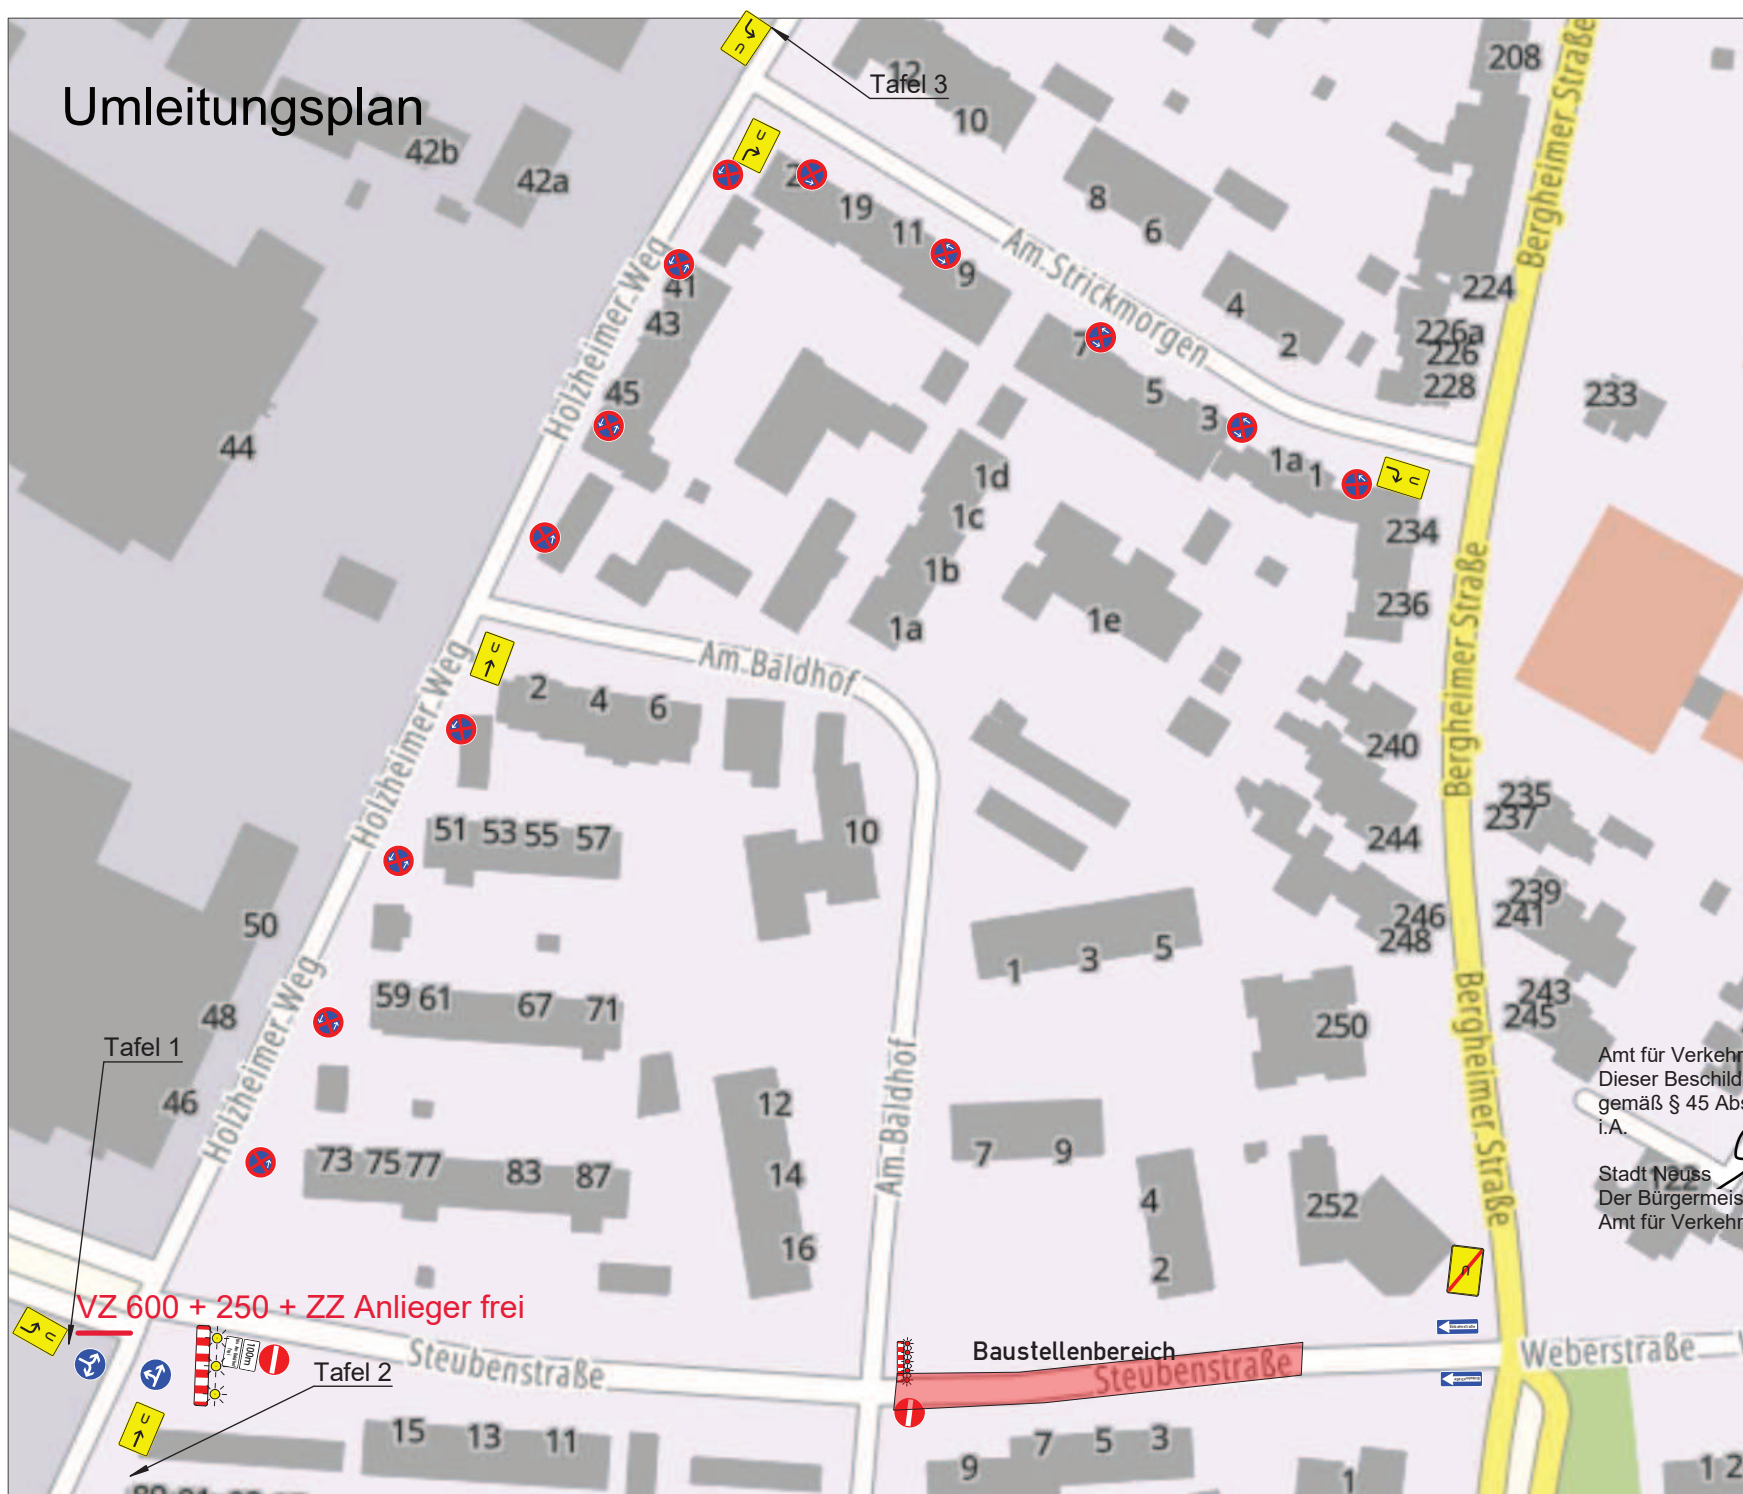 Umleitungsplan
Tafel 3
12
10
208
42b
42a
Bergheimer Straße
8
6
19
11
9
Am Strickmorgen
4
2
224
226a
226
228
233
Holzheimer Weg
41
43
45
7
5
3
1a
1
44
1d
1c
1b
1a
1e
234
236
Bergheimer Straße
Am Baldhof
2
4
6
Holzheimer Weg
240
244
235
237
51
53
55
57
10
239
241
246
248
50
1
3
5
243
245
250
Bergheimer Straße
59
61
67
71
48
Holzheimer Weg
Tafel 1
46
Am Baldhof
12
14
16
7
9
4
2
252
73
75
77
83
87
Amt für Verkehr
Dieser Beschild
gemäß § 45 Abs
i.A.
Stadt Neuss
122
Der Bürgermeis
Amt für Verkehr
VZ 600 + 250 + ZZ Anlieger frei
100m
Tafel 2
Steubenstraße
Baustellenbereich
Steubenstraße
Weberstraße
15
13
11
9
7
5
3
1
1
2
U
U
U
U
U
U
U